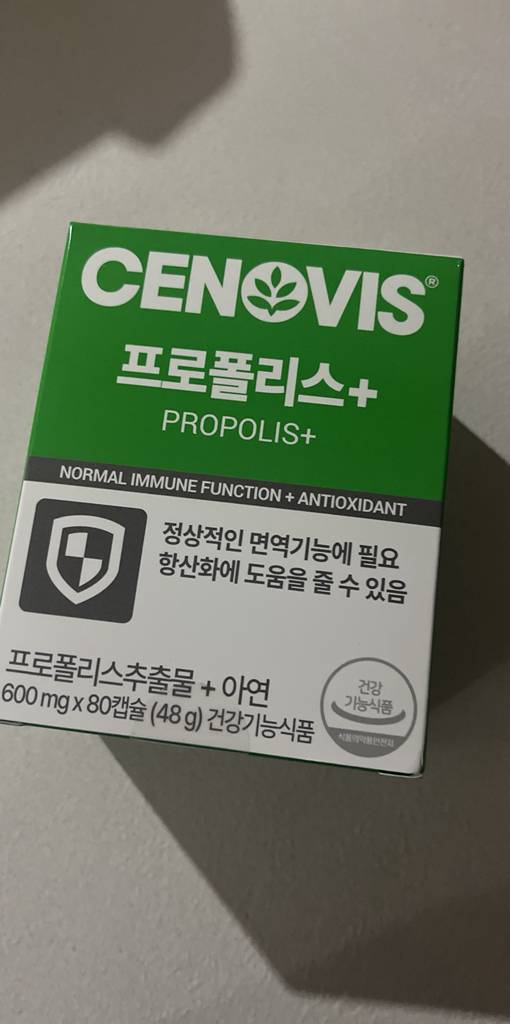 CENOVIS®
프로폴리스+
PROPOLIS+
NORMAL IMMUNE FUNCTION + ANTIOXIDANT
정상적인 면역기능에 필요
항산화에 도움을 줄 수 있음
프로폴리스추출물 + 아연
600 mg x 80캡슐 (48 g) 건강기능식품
건강
기능식품
식품의약품안전처